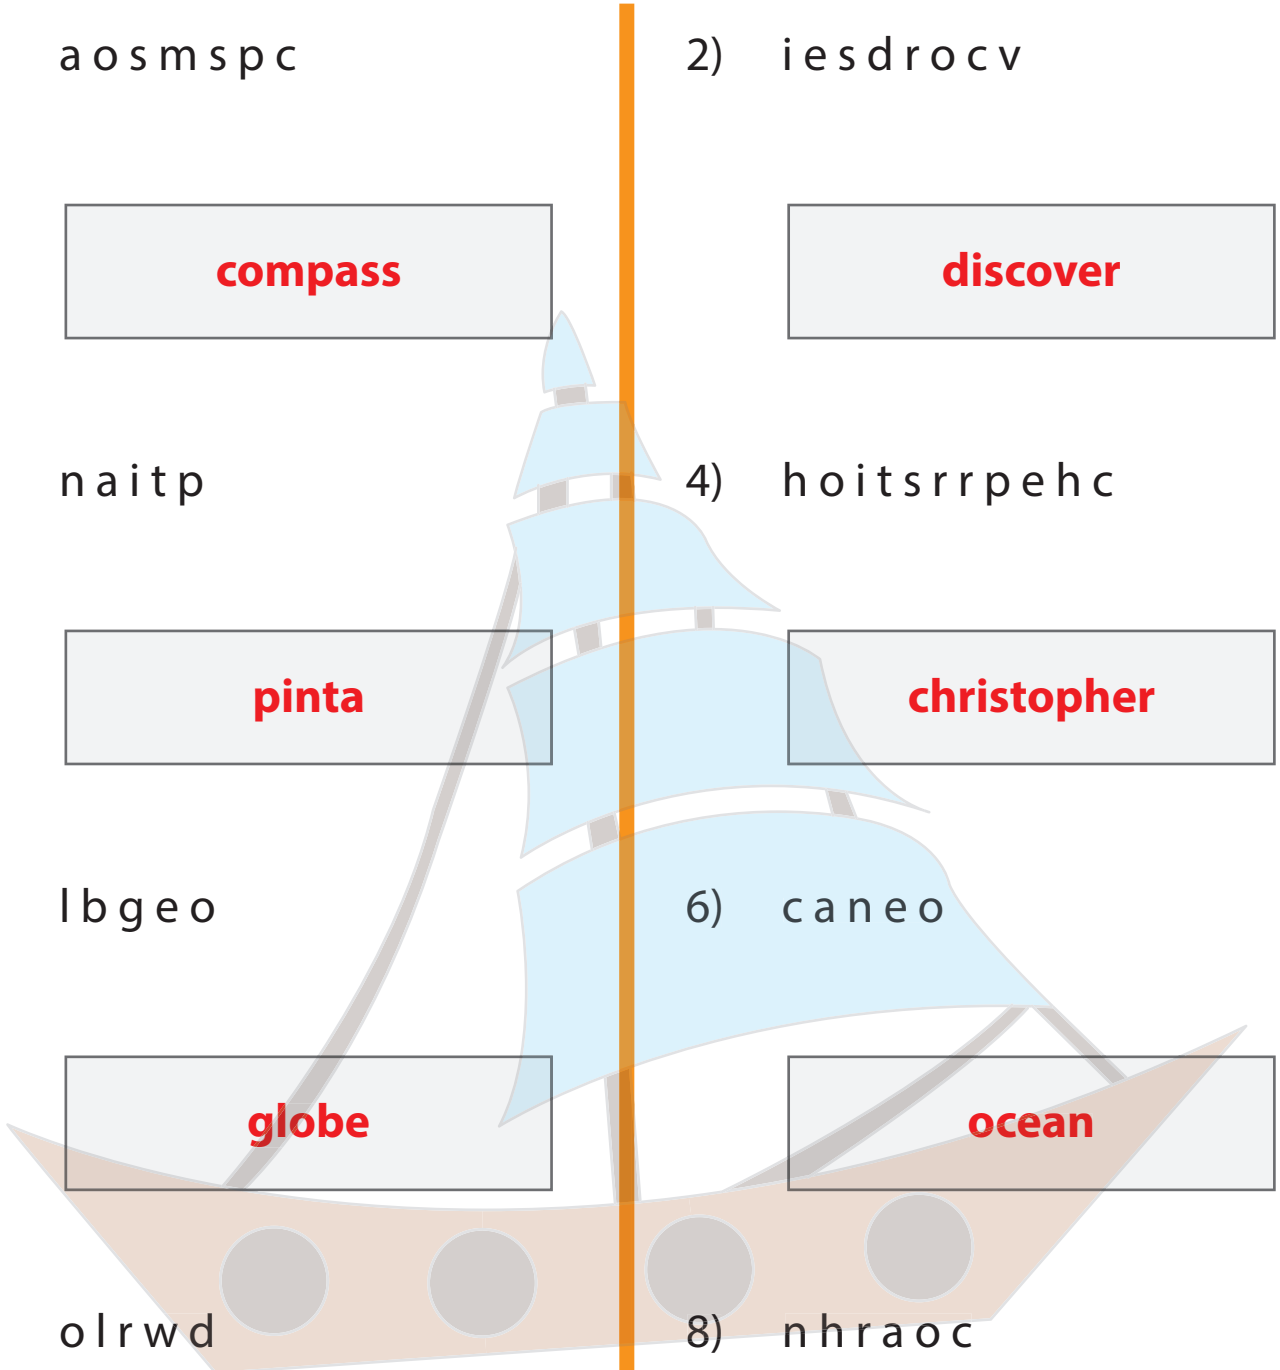 a o s m s p c
2) i e s d r o c v
compass
discover
n a i t p
4) h o i t s r r p e h c
pinta
christopher
l b g e o
6) c a n e o
globe
ocean
o l r w d
8) n h r a o c